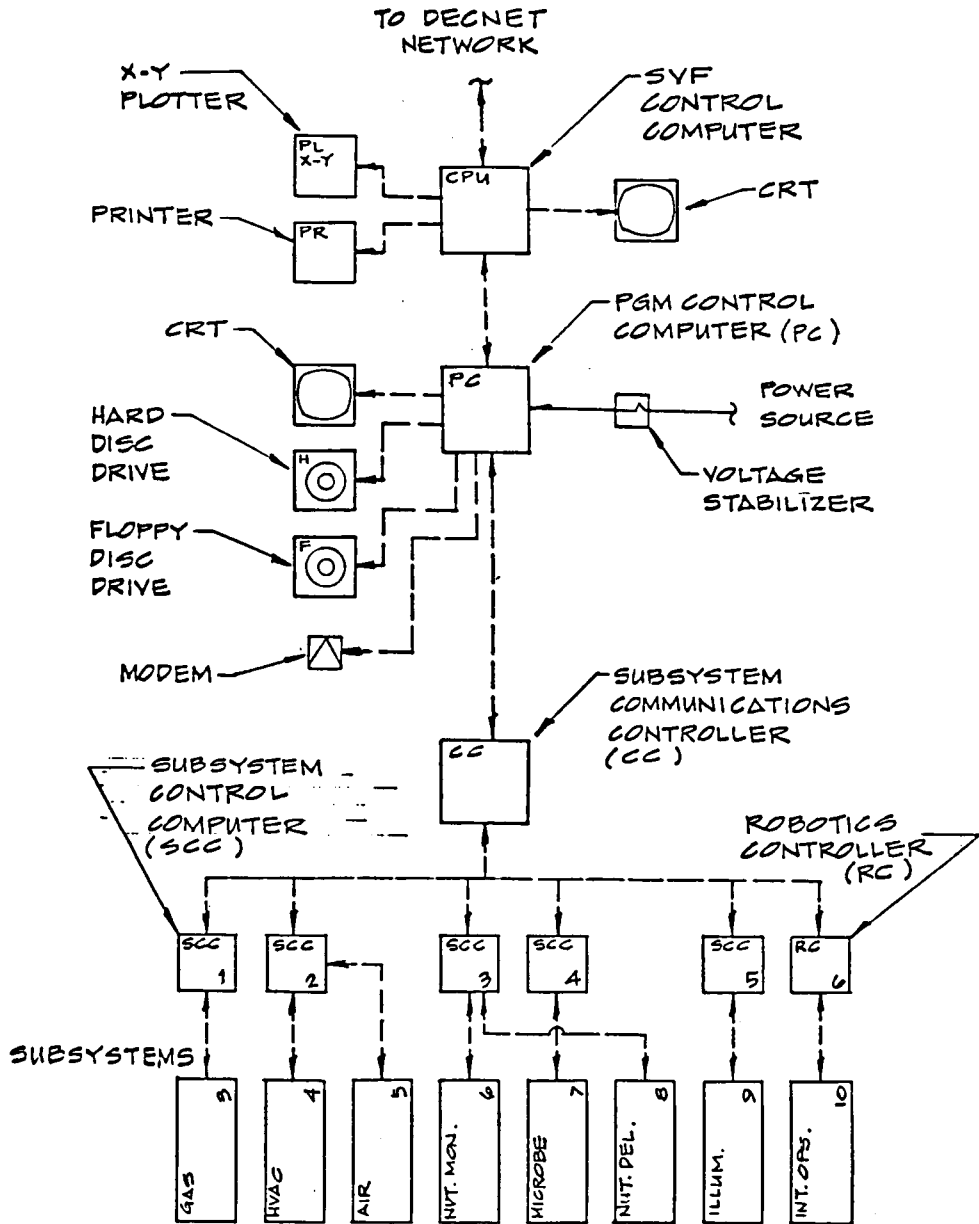 TO DECNET
NETWORK
X-Y
PLOTTER
SVF
CONTROL
COMPUTER
PL
X-Y
CPU
CRT
PRINTER
PR
PGM CONTROL
COMPUTER (PC)
CRT
PC
POWER
SOURCE
HARD
DISC
DRIVE
H
VOLTAGE
STABILIZER
FLOPPY
DISC
DRIVE
F
MODEM
SUBSYSTEM
COMMUNICATIONS
CONTROLLER
(CC)
CC
SUBSYSTEM
CONTROL
COMPUTER
(SCC)
ROBOTICS
CONTROLLER
(RC)
SCC
1
SCC
2
SCC
3
SCC
4
SCC
5
RC
6
SUBSYSTEMS
GAS
3
HVAC
4
AIR
5
NUT. MON.
6
MICROBE
7
NUT. DEL.
8
ILLUM.
9
INT. OPS.
10